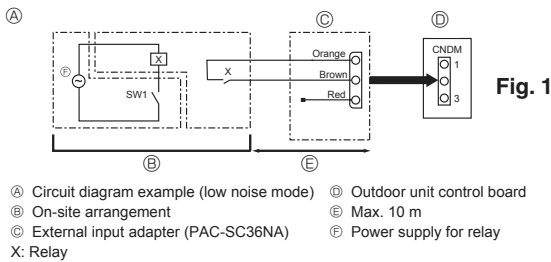 Ⓐ
Ⓒ
Ⓓ
CNDM
Orange
1
X
X
Brown
Ⓕ
SW1
Red
3
Fig. 1
Ⓑ
Ⓔ
Ⓐ Circuit diagram example (low noise mode)
Ⓑ On-site arrangement
Ⓒ External input adapter (PAC-SC36NA)
X: Relay
Ⓓ Outdoor unit control board
Ⓔ Max. 10 m
Ⓕ Power supply for relay